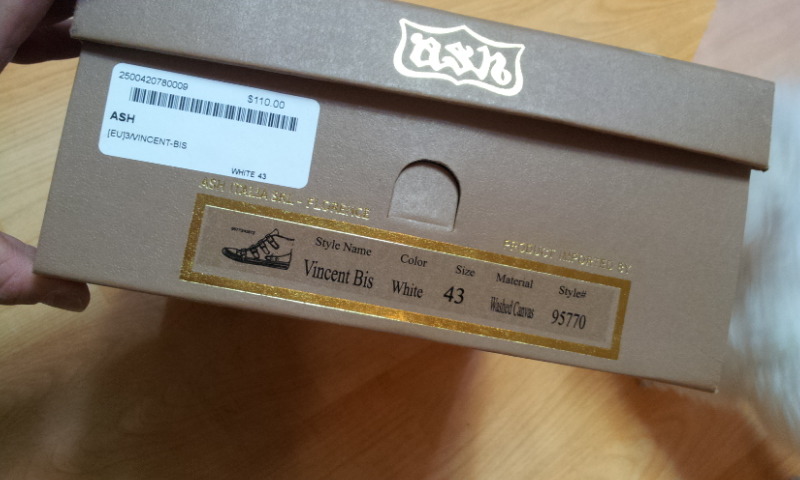 ash
2500420780009
$110.00
ASH
[EU]3/VINCENT-BIS
WHITE 43
ASH ITALIA SRL - FLORENCE
PRODUCT IMPORTED BY
Style Name Color Size Material Style#
Vincent Bis White 43 Washed Canvas 95770